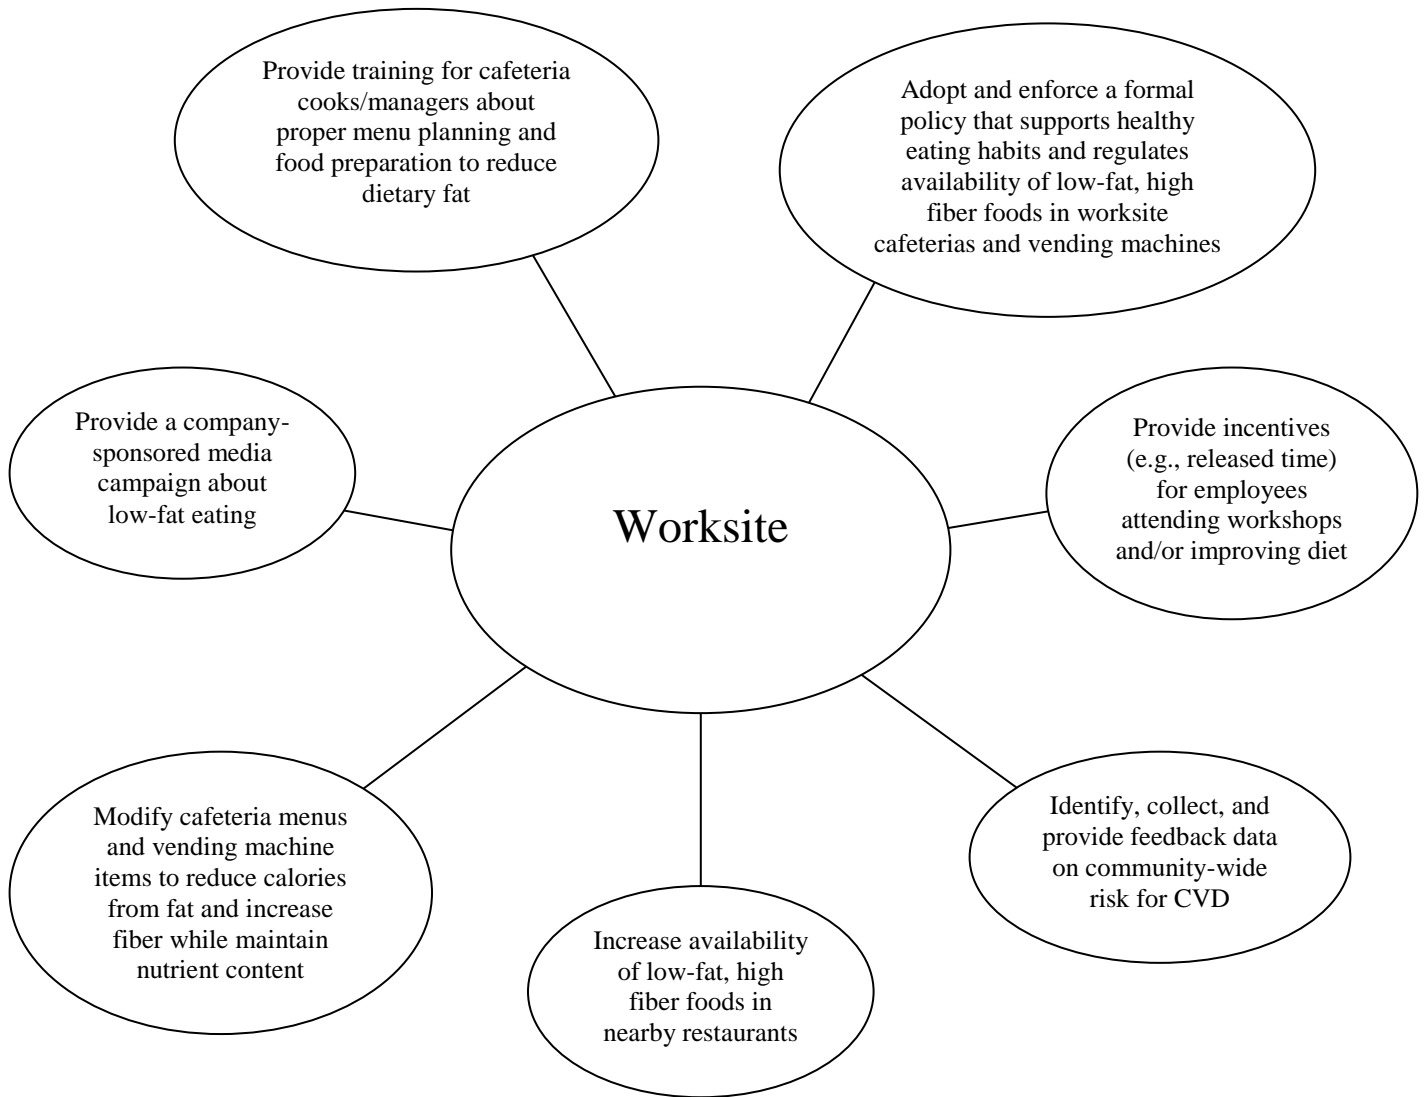 Provide training for cafeteria
cooks/managers about
proper menu planning and
food preparation to reduce
dietary fat
Adopt and enforce a formal
policy that supports healthy
eating habits and regulates
availability of low-fat, high
fiber foods in worksite
cafeterias and vending machines
Provide a company-
sponsored media
campaign about
low-fat eating
Worksite
Provide incentives
(e.g., released time)
for employees
attending workshops
and/or improving diet
Modify cafeteria menus
and vending machine
items to reduce calories
from fat and increase
fiber while maintain
nutrient content
Increase availability
of low-fat, high
fiber foods in
nearby restaurants
Identify, collect, and
provide feedback data
on community-wide
risk for CVD